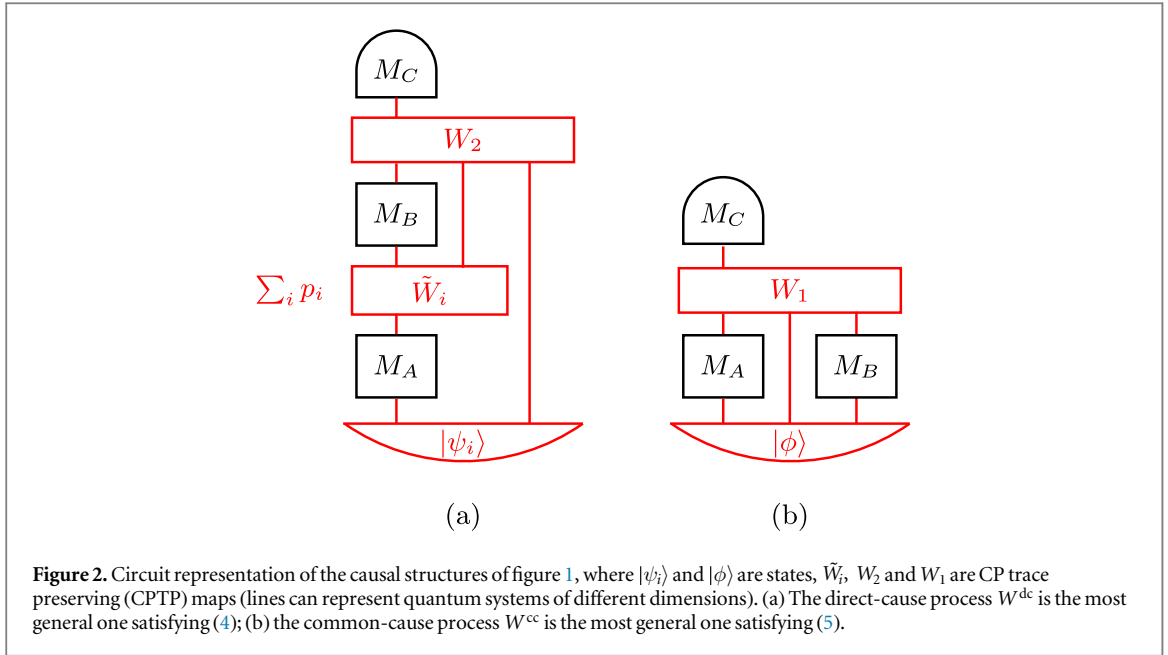 M_C
W_2
M_B
∑_i p_i
W̃_i
M_A
|ψ_i⟩
M_C
W_1
M_A
M_B
|ϕ⟩
(a)
(b)
Figure 2. Circuit representation of the causal structures of figure 1, where |ψ_i⟩ and |ϕ⟩ are states, W̃_i, W_2 and W_1 are CP trace
preserving (CPTP) maps (lines can represent quantum systems of different dimensions). (a) The direct-cause process W^dc is the most
general one satisfying (4); (b) the common-cause process W^cc is the most general one satisfying (5).